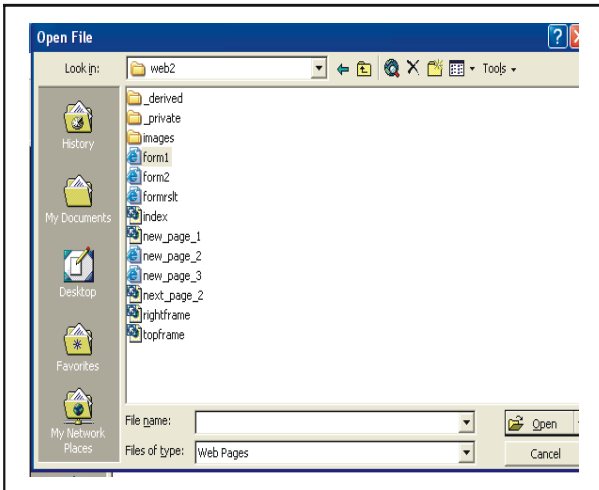 Open File
Look in: web2 Tools
History
My Documents
Desktop
Favorites
My Network
Places
_derived
_private
images
form1
form2
formrslt
index
new_page_1
new_page_2
new_page_3
next_page_2
rightframe
topframe
File name: Open
Files of type: Web Pages Cancel